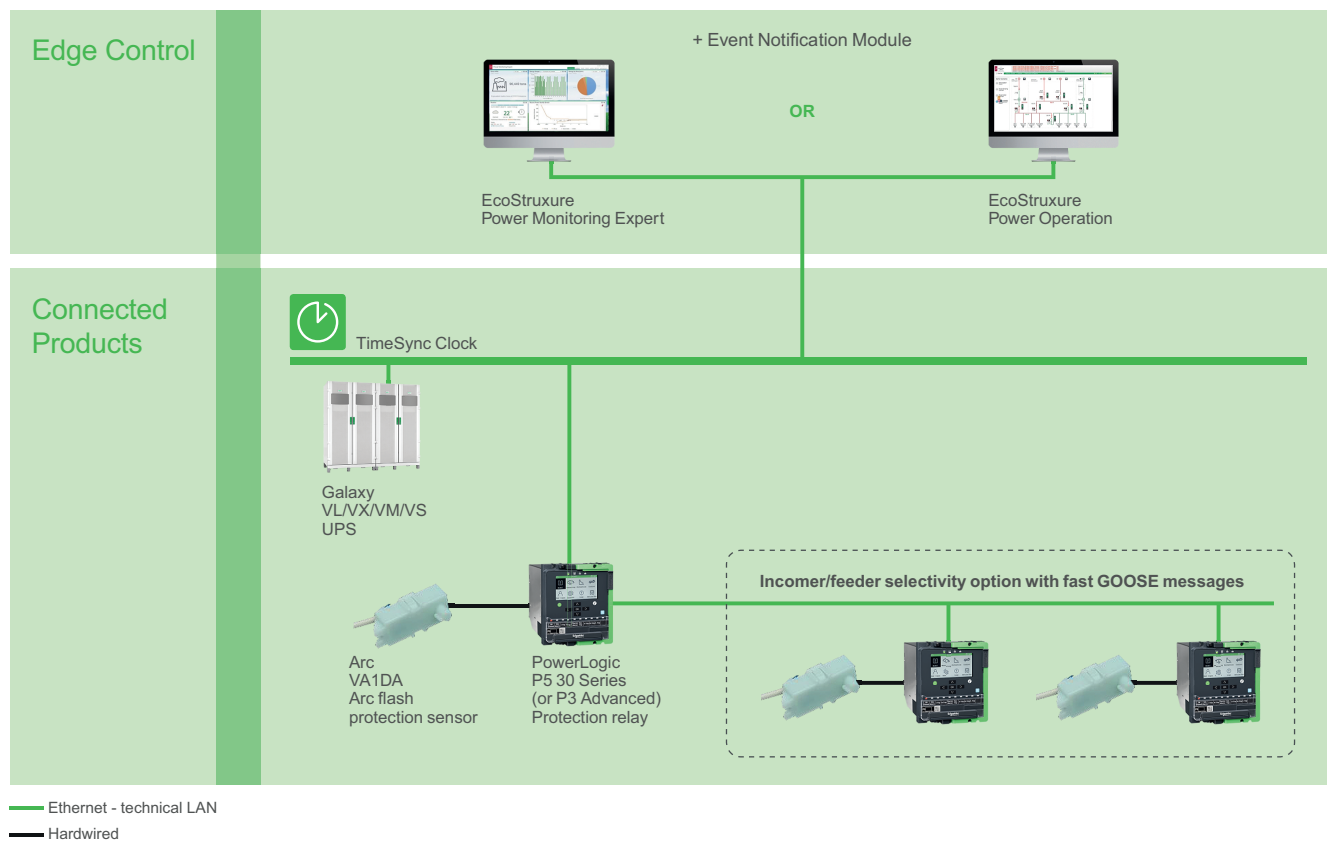 Edge Control
+ Event Notification Module
OR
EcoStruxure
Power Monitoring Expert
EcoStruxure
Power Operation
Connected
Products
TimeSync Clock
Galaxy
VL/VX/VM/VS
UPS
Incomer/feeder selectivity option with fast GOOSE messages
Arc
VA1DA
Arc flash
protection sensor
PowerLogic
P5 30 Series
(or P3 Advanced)
Protection relay
Ethernet - technical LAN
Hardwired